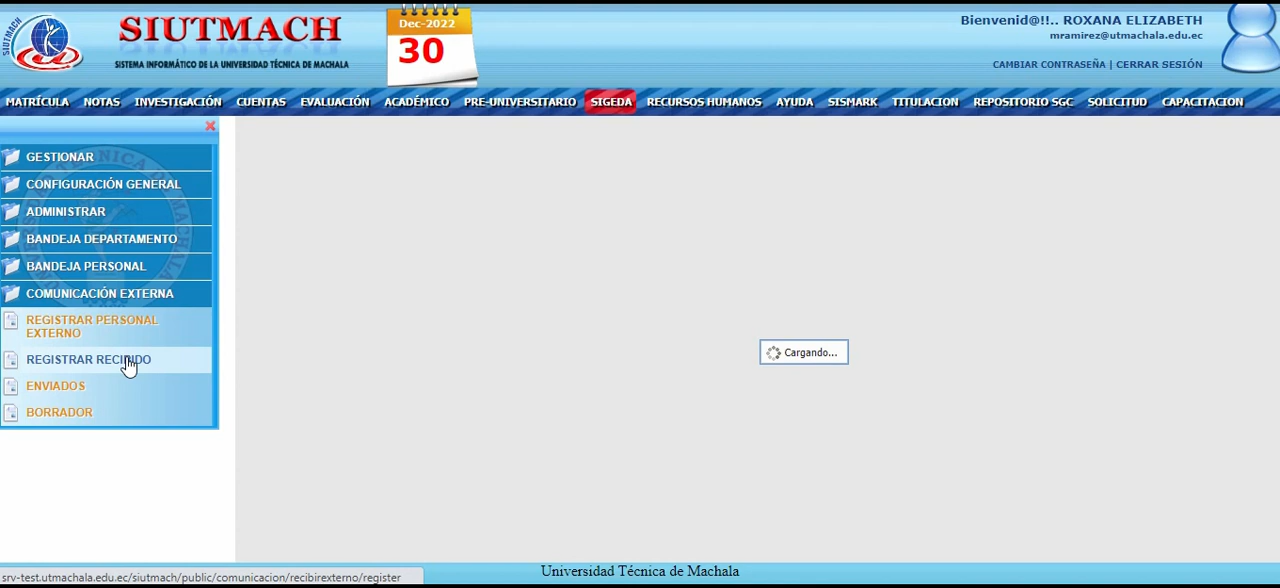 SIUTMACH
SIUTMACH
SISTEMA INFORMÁTICO DE LA UNIVERSIDAD TÉCNICA DE MACHALA
Dec-2022
30
Bienvenid@!!.. ROXANA ELIZABETH
mramirez@utmachala.edu.ec
CAMBIAR CONTRASEÑA | CERRAR SESIÓN
MATRÍCULA NOTAS INVESTIGACIÓN CUENTAS EVALUACIÓN ACADÉMICO PRE-UNIVERSITARIO SIGEDA RECURSOS HUMANOS AYUDA SISMARK TITULACION REPOSITORIO SGC SOLICITUD CAPACITACION
GESTIONAR
CONFIGURACIÓN GENERAL
ADMINISTRAR
BANDEJA DEPARTAMENTO
BANDEJA PERSONAL
COMUNICACIÓN EXTERNA
REGISTRAR PERSONAL
EXTERNO
REGISTRAR RECIBIDO
ENVIADOS
BORRADOR
Cargando...
Universidad Técnica de Machala
srv-test.utmachala.edu.ec/siutmach/public/comunicacion/recibirexterno/register